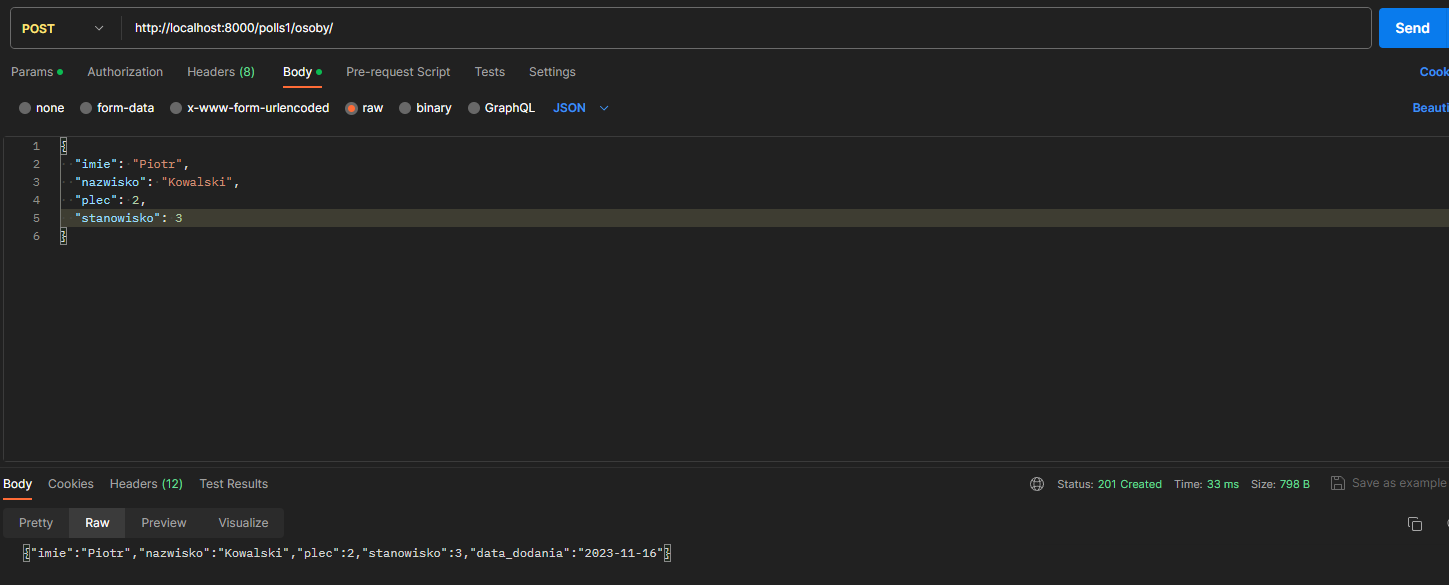 POST http://localhost:8000/polls1/osoby/ Send
Params Authorization Headers (8) Body Pre-request Script Tests Settings Cook
none form-data x-www-form-urlencoded raw binary GraphQL JSON Beauti
1 {
2 "imie": "Piotr",
3 "nazwisko": "Kowalski",
4 "plec": 2,
5 "stanowisko": 3
6 }
Body Cookies Headers (12) Test Results Status: 201 Created Time: 33 ms Size: 798 B Save as example
Pretty Raw Preview Visualize
{"imie":"Piotr","nazwisko":"Kowalski","plec":2,"stanowisko":3,"data_dodania":"2023-11-16"}